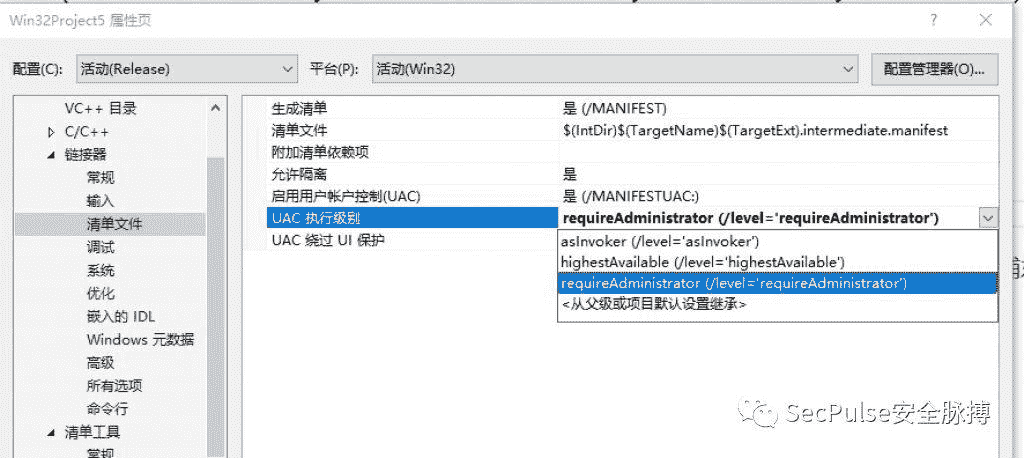 Win32Project5 属性页
?
配置(C): 活动(Release) 平台(P): 活动(Win32) 配置管理器(O)...
VC++ 目录
C/C++
链接器
常规
输入
清单文件
调试
系统
优化
嵌入的 IDL
Windows 元数据
高级
所有选项
命令行
清单工具
常规
生成清单 是 (/MANIFEST)
清单文件 $(IntDir)$(TargetName)$(TargetExt).intermediate.manifest
附加清单依赖项
允许隔离 是
启用用户帐户控制(UAC) 是 (/MANIFESTUAC:)
UAC 执行级别 requireAdministrator (/level='requireAdministrator')
UAC 绕过 UI 保护
asInvoker (/level='asInvoker')
highestAvailable (/level='highestAvailable')
requireAdministrator (/level='requireAdministrator')
<从父级或项目默认设置继承>
SecPulse安全脉搏